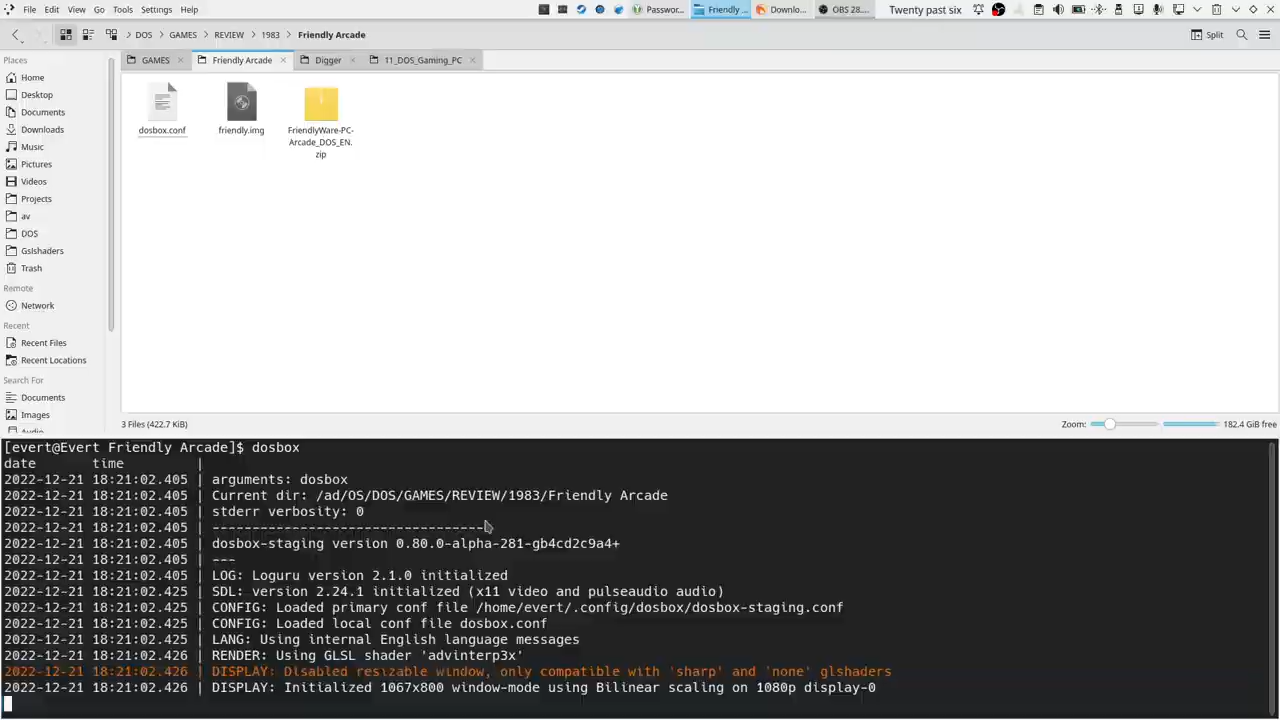 File Edit View Go Tools Settings Help Passwor... Friendly ... Downlo... OBS 28.... Twenty past six
DOS GAMES REVIEW 1983 Friendly Arcade Split
Places
GAMES Friendly Arcade Digger 11_DOS_Gaming_PC
Home
Desktop
Documents
Downloads
Music
Pictures
Videos
Projects
av
DOS
Gslshaders
Trash
Remote
Network
Recent
Recent Files
Recent Locations
Search For
Documents
Images
Audio
dosbox.conf
friendly.img
FriendlyWare-PC-
Arcade_DOS_EN.
zip
3 Files (422.7 KiB) Zoom: 182.4 GiB free
[evert@Evert Friendly Arcade]$ dosbox
date time |
2022-12-21 18:21:02.405 | arguments: dosbox
2022-12-21 18:21:02.405 | Current dir: /ad/OS/DOS/GAMES/REVIEW/1983/Friendly Arcade
2022-12-21 18:21:02.405 | stderr verbosity: 0
2022-12-21 18:21:02.405 | -----------------------------------
2022-12-21 18:21:02.405 | dosbox-staging version 0.80.0-alpha-281-gb4cd2c9a4+
2022-12-21 18:21:02.405 | ---
2022-12-21 18:21:02.405 | LOG: Loguru version 2.1.0 initialized
2022-12-21 18:21:02.425 | SDL: version 2.24.1 initialized (x11 video and pulseaudio audio)
2022-12-21 18:21:02.425 | CONFIG: Loaded primary conf file /home/evert/.config/dosbox/dosbox-staging.conf
2022-12-21 18:21:02.425 | CONFIG: Loaded local conf file dosbox.conf
2022-12-21 18:21:02.425 | LANG: Using internal English language messages
2022-12-21 18:21:02.426 | RENDER: Using GLSL shader 'advinterp3x'
2022-12-21 18:21:02.426 | DISPLAY: Disabled resizable window, only compatible with 'sharp' and 'none' glshaders
2022-12-21 18:21:02.426 | DISPLAY: Initialized 1067x800 window-mode using Bilinear scaling on 1080p display-0